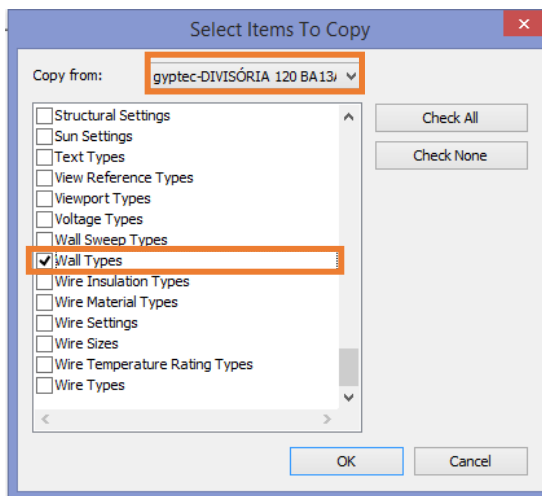 Select Items To Copy
Copy from: gyptec-DIVISÓRIA 120 BA13/
Structural Settings
Sun Settings
Text Types
View Reference Types
Viewport Types
Voltage Types
Wall Sweep Types
Wall Types
Wire Insulation Types
Wire Material Types
Wire Settings
Wire Sizes
Wire Temperature Rating Types
Wire Types
Check All
Check None
OK
Cancel